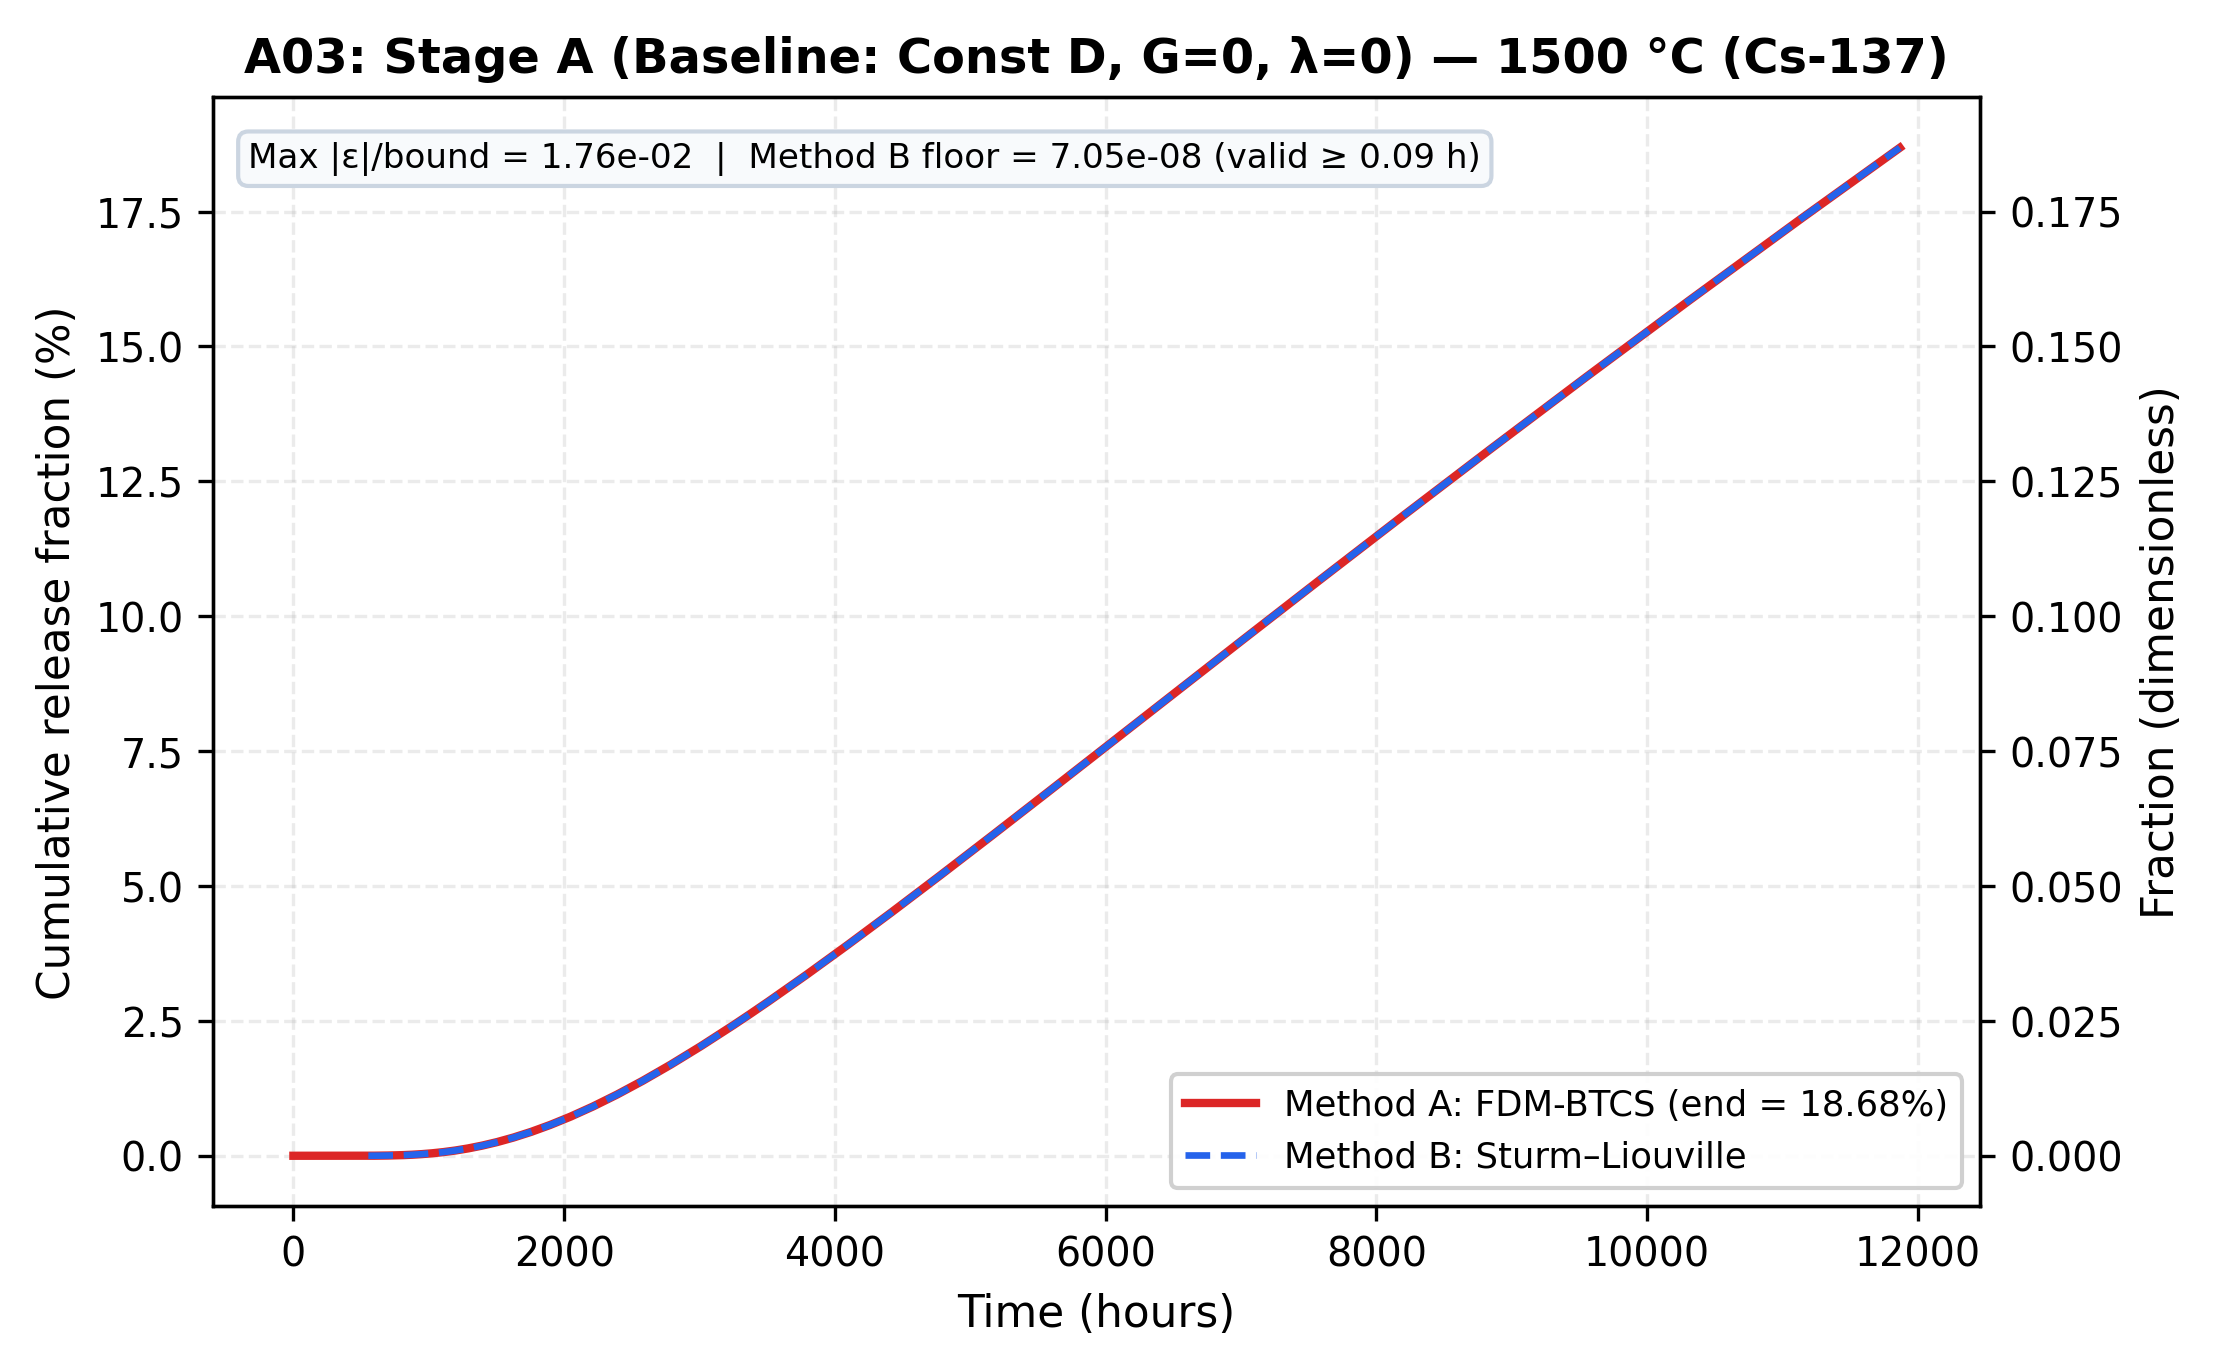 A03: Stage A (Baseline: Const D, G=0, λ=0) — 1500 °C (Cs-137)
Max |ε|/bound = 1.76e-02 | Method B floor = 7.05e-08 (valid ≥ 0.09 h)
Cumulative release fraction (%)
17.5
15.0
12.5
10.0
7.5
5.0
2.5
0.0
0.175
0.150
0.125
0.100
0.075
0.050
0.025
0.000
Fraction (dimensionless)
Method A: FDM-BTCS (end = 18.68%)
Method B: Sturm–Liouville
0 2000 4000 6000 8000 10000 12000
Time (hours)